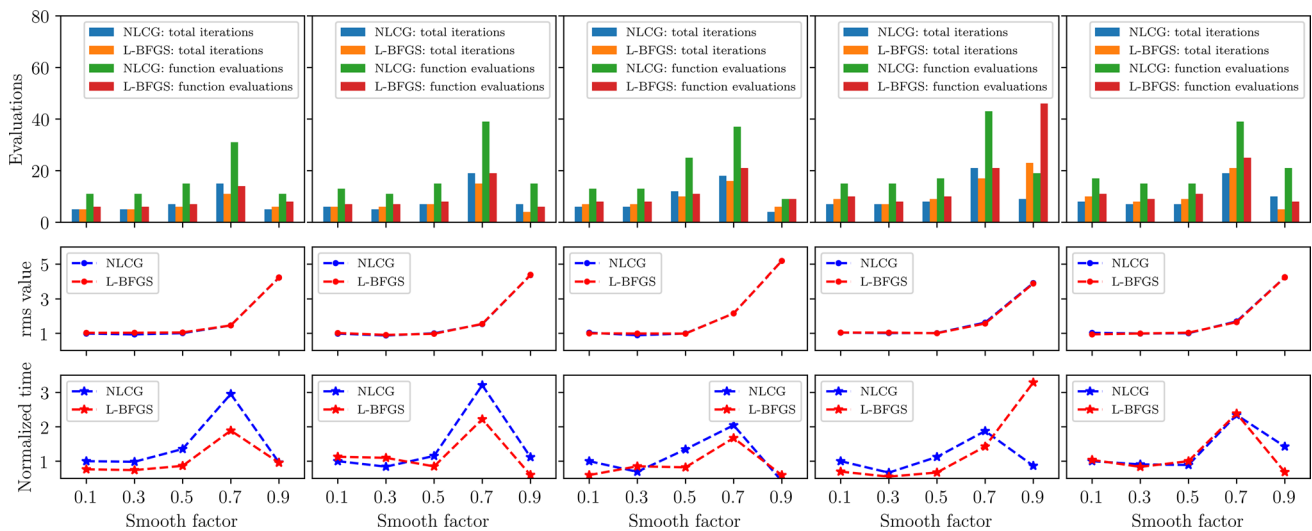 80
60
40
20
0
Evaluations
NLCG: total iterations
L-BFGS: total iterations
NLCG: function evaluations
L-BFGS: function evaluations
NLCG: total iterations
L-BFGS: total iterations
NLCG: function evaluations
L-BFGS: function evaluations
NLCG: total iterations
L-BFGS: total iterations
NLCG: function evaluations
L-BFGS: function evaluations
NLCG: total iterations
L-BFGS: total iterations
NLCG: function evaluations
L-BFGS: function evaluations
NLCG: total iterations
L-BFGS: total iterations
NLCG: function evaluations
L-BFGS: function evaluations
5
3
1
rms value
NLCG
L-BFGS
NLCG
L-BFGS
NLCG
L-BFGS
NLCG
L-BFGS
NLCG
L-BFGS
3
2
1
Normalized time
NLCG
L-BFGS
NLCG
L-BFGS
NLCG
L-BFGS
NLCG
L-BFGS
NLCG
L-BFGS
0.1 0.3 0.5 0.7 0.9
0.1 0.3 0.5 0.7 0.9
0.1 0.3 0.5 0.7 0.9
0.1 0.3 0.5 0.7 0.9
0.1 0.3 0.5 0.7 0.9
Smooth factor
Smooth factor
Smooth factor
Smooth factor
Smooth factor